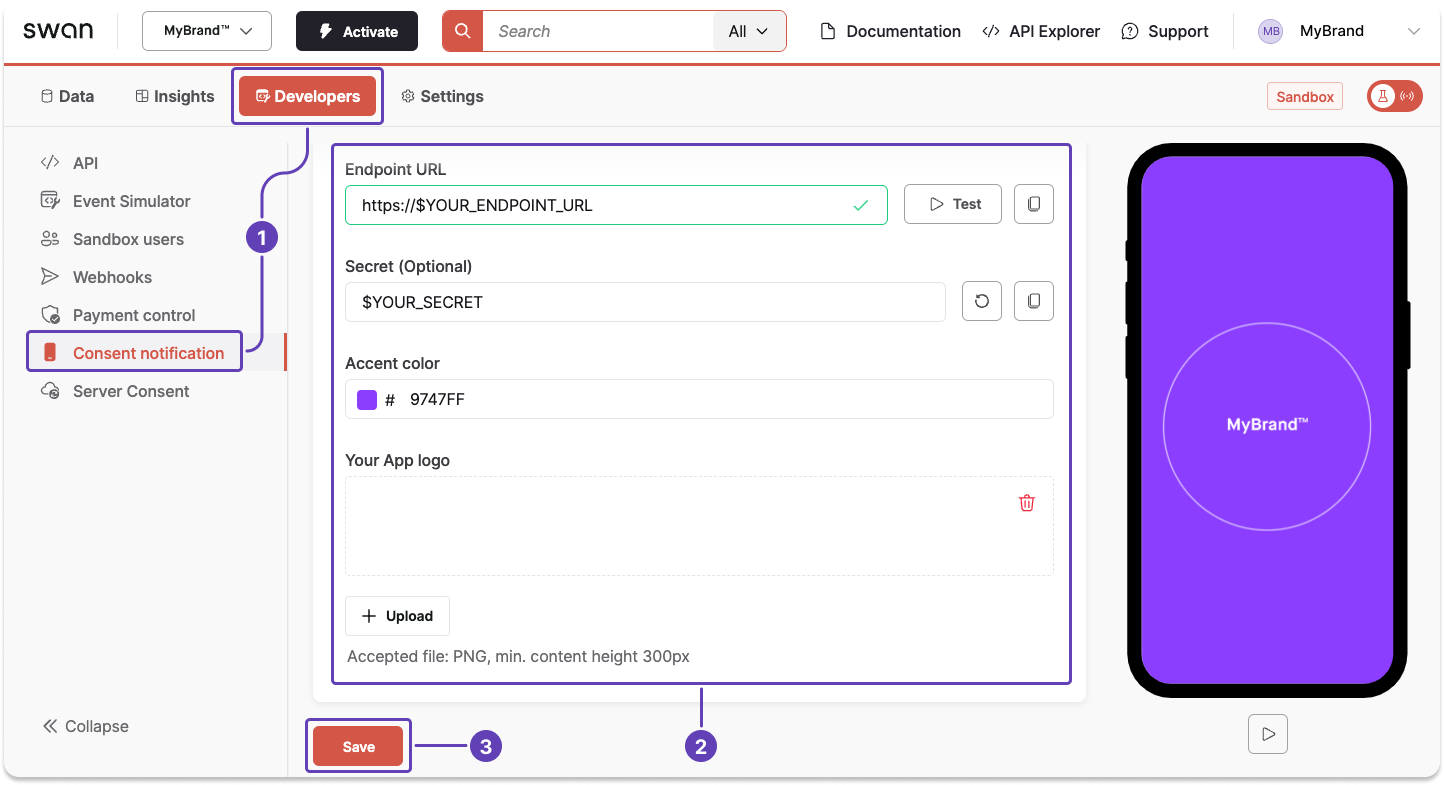 swan
MyBrand™
Activate
Search
All
Documentation
API Explorer
Support
MB
MyBrand
Data
Insights
Developers
Settings
Sandbox
API
Event Simulator
Sandbox users
Webhooks
Payment control
Consent notification
Server Consent
Collapse
1
Endpoint URL
https://$YOUR_ENDPOINT_URL
Test
Secret (Optional)
$YOUR_SECRET
Accent color
# 9747FF
Your App logo
Upload
Accepted file: PNG, min. content height 300px
MyBrand™
Save
3
2